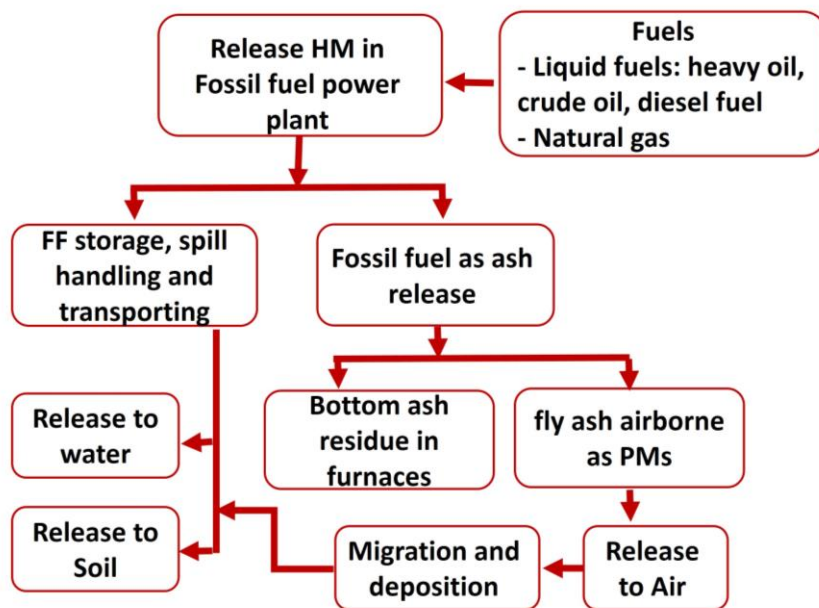 Release HM in
Fossil fuel power
plant
Fuels
- Liquid fuels: heavy oil,
crude oil, diesel fuel
- Natural gas
FF storage, spill
handling and
transporting
Fossil fuel as ash
release
Release to
water
Bottom ash
residue in
furnaces
fly ash airborne
as PMs
Release to
Soil
Migration and
deposition
Release
to Air